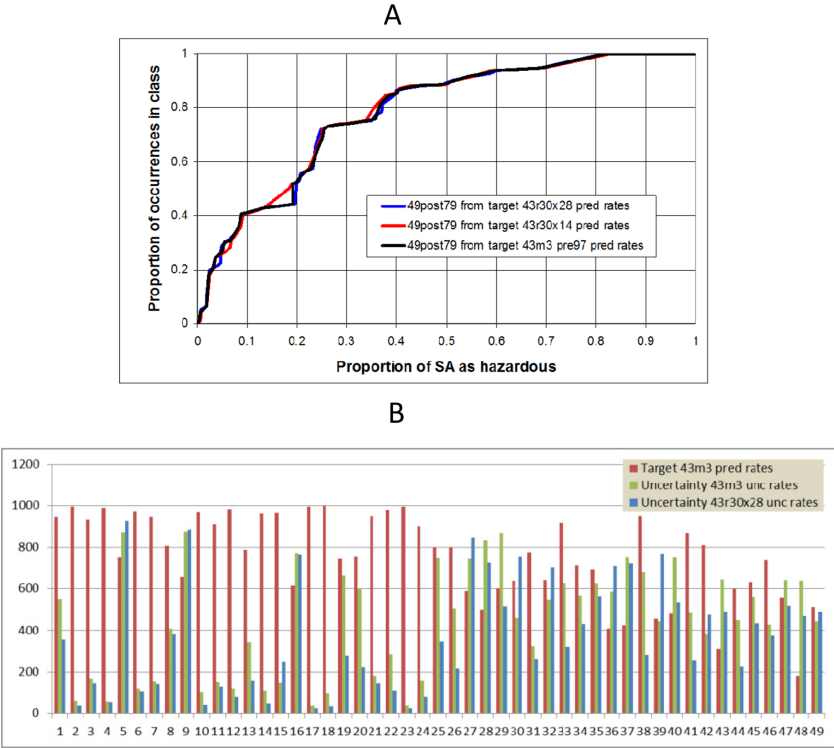 A
1
0.8
0.6
0.4
0.2
0
Proportion of occurrences in class
49post79 from target 43r30x28 pred rates
49post79 from target 43r30x14 pred rates
49post79 from target 43m3 pre97 pred rates
0 0.1 0.2 0.3 0.4 0.5 0.6 0.7 0.8 0.9 1
Proportion of SA as hazardous
B
1200
1000
800
600
400
200
0
Target 43m3 pred rates
Uncertainty 43m3 unc rates
Uncertainty 43r30x28 unc rates
1 2 3 4 5 6 7 8 9 10 11 12 13 14 15 16 17 18 19 20 21 22 23 24 25 26 27 28 29 30 31 32 33 34 35 36 37 38 39 40 41 42 43 44 45 46 47 48 49